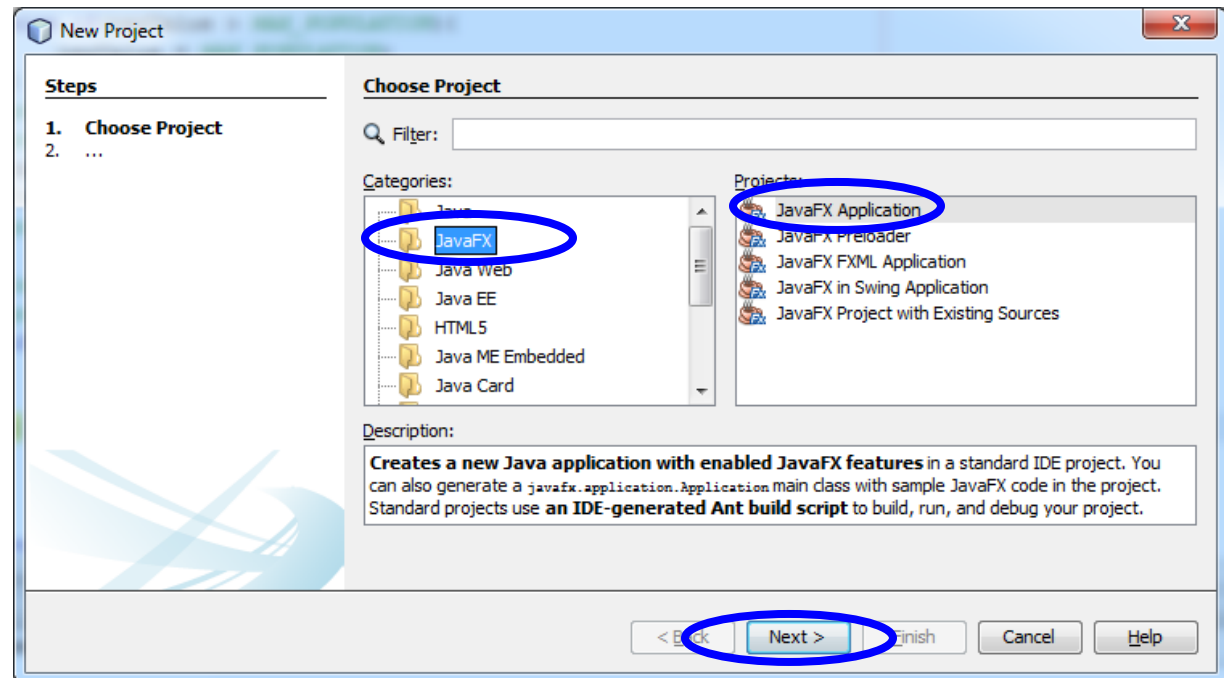 New Project
Steps
1. Choose Project
2. ...
Choose Project
Filter:
Categories:
Java
JavaFX
Java Web
Java EE
HTML5
Java ME Embedded
Java Card
Projects:
JavaFX Application
JavaFX Preloader
JavaFX FXML Application
JavaFX in Swing Application
JavaFX Project with Existing Sources
Description:
Creates a new Java application with enabled JavaFX features in a standard IDE project. You
can also generate a javafx.application.Application main class with sample JavaFX code in the project.
Standard projects use an IDE-generated Ant build script to build, run, and debug your project.
< Back Next > Finish Cancel Help